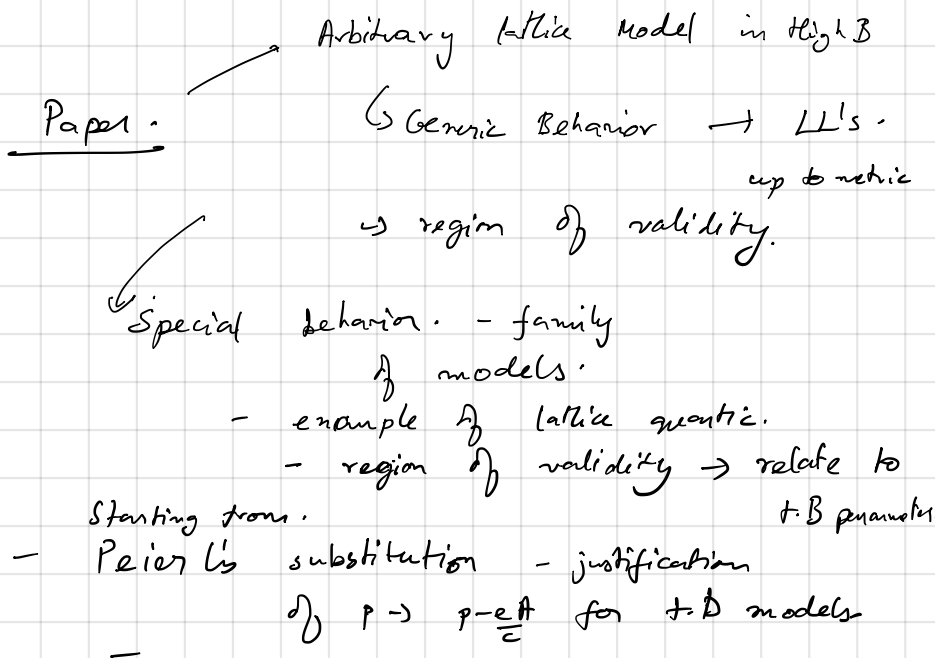 Arbitrary lattice Model in High B
Paper.
↳ Generic Behavior → LL's.
up to metric
→ region of validity.
Special behavior. - family
of models.
- example of lattice quartic.
- region of validity → relate to
t.B parameter
Starting from.
- Peierls substitution - justification
of p → p-eA/c for t.B models
-